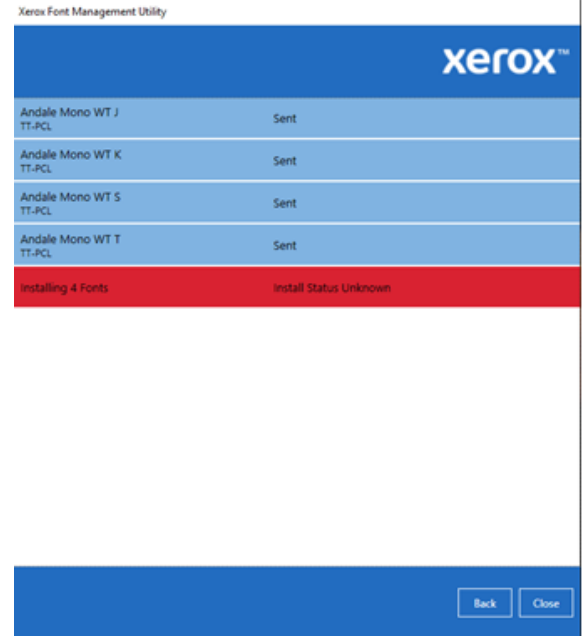 Xerox Font Management Utility
xerox™
Andale Mono WT J
TT-PCL
Sent
Andale Mono WT K
TT-PCL
Sent
Andale Mono WT S
TT-PCL
Sent
Andale Mono WT T
TT-PCL
Sent
Installing 4 Fonts
Install Status Unknown
Back
Close